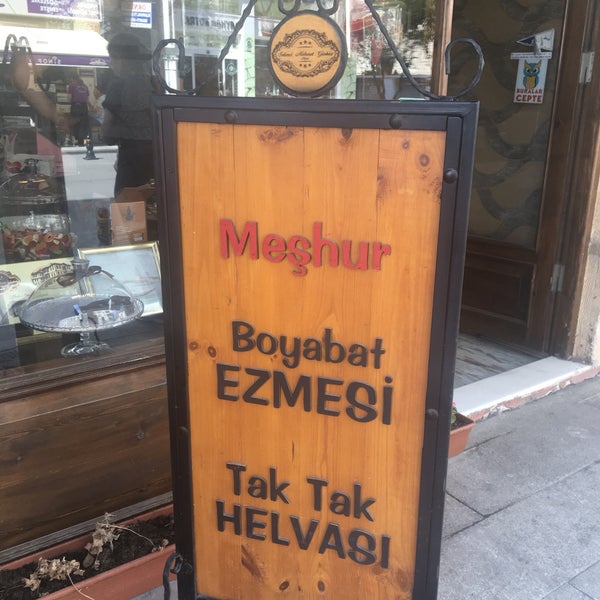 Meşhur
Boyabat
EZMESİ
Tak Tak
HELVASI